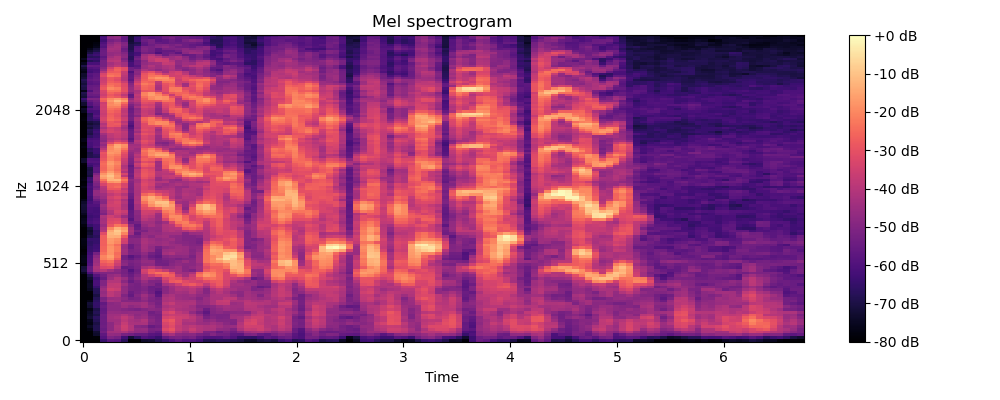 Mel spectrogram
Hz
2048
1024
512
0
0 1 2 3 4 5 6
Time
+0 dB
-10 dB
-20 dB
-30 dB
-40 dB
-50 dB
-60 dB
-70 dB
-80 dB